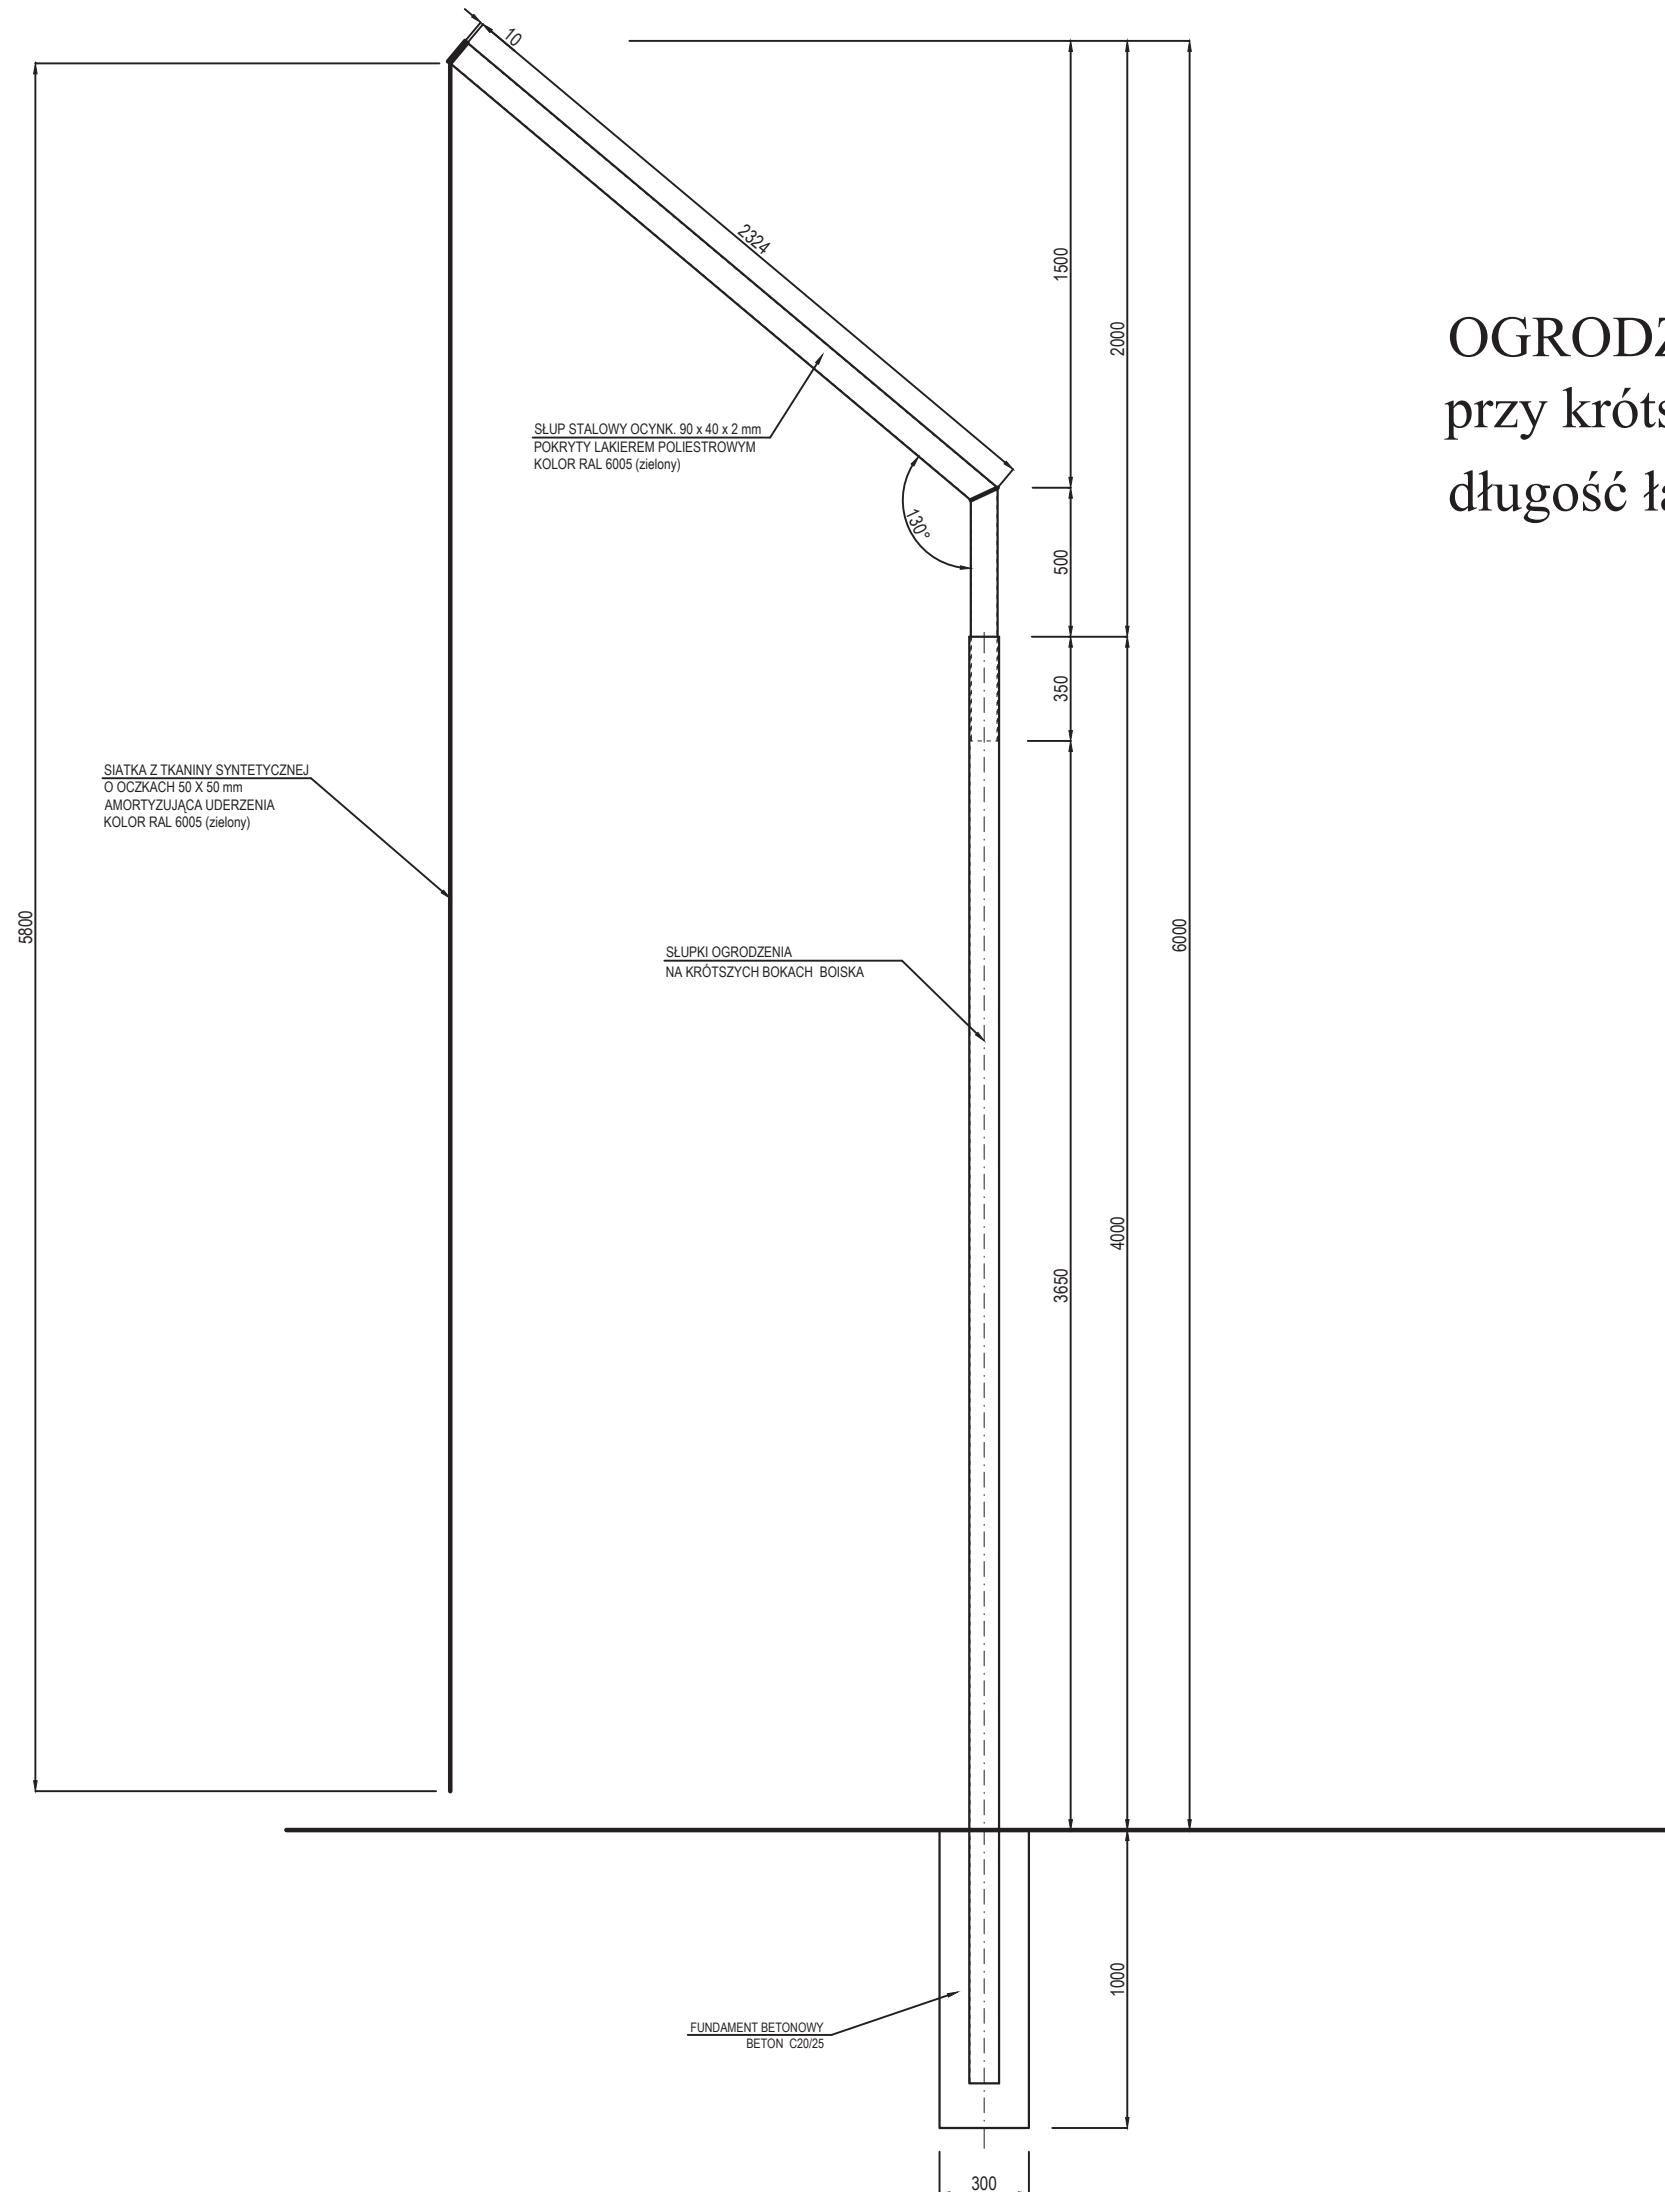 10
2324
1500
2000
OGRODZ
przy króts
długość ła
SŁUP STALOWY OCYNK. 90 x 40 x 2 mm
POKRYTY LAKIEREM POLIESTROWYM
KOLOR RAL 6005 (zielony)
130°
500
350
SIATKA Z TKANINY SYNTETYCZNEJ
O OCZKACH 50 X 50 mm
AMORTYZUJĄCA UDERZENIA
KOLOR RAL 6005 (zielony)
5800
6000
SŁUPKI OGRODZENIA
NA KRÓTSZYCH BOKACH BOISKA
4000
3650
1000
FUNDAMENT BETONOWY
BETON C20/25
300